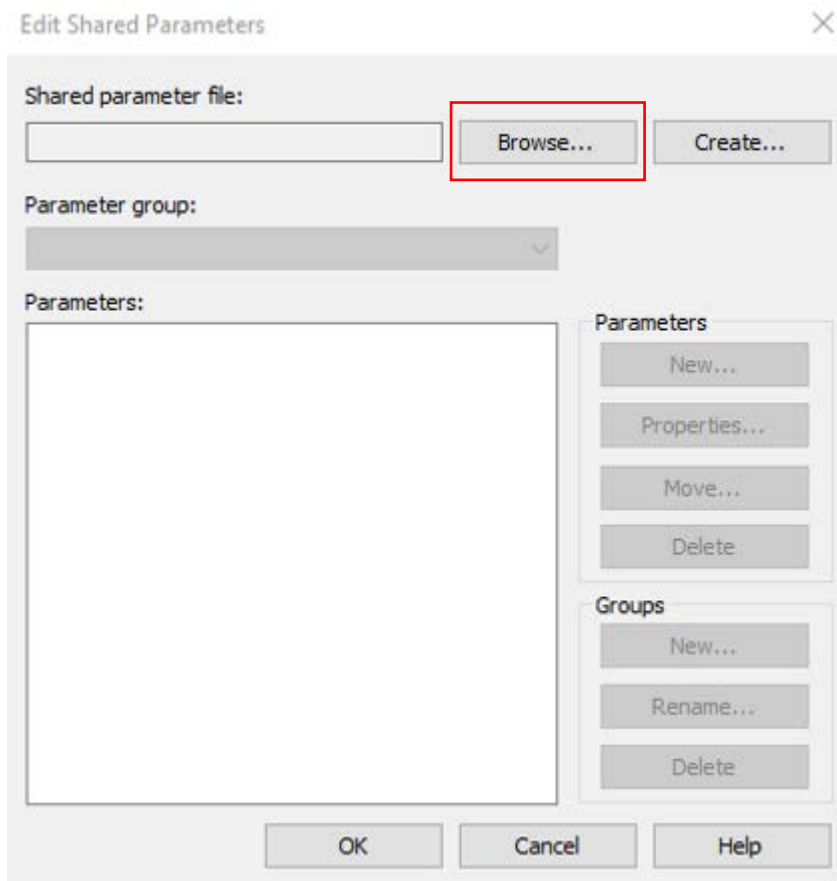 Edit Shared Parameters
Shared parameter file:
Browse...
Create...
Parameter group:
Parameters:
Parameters
New...
Properties...
Move...
Delete
Groups
New...
Rename...
Delete
OK
Cancel
Help